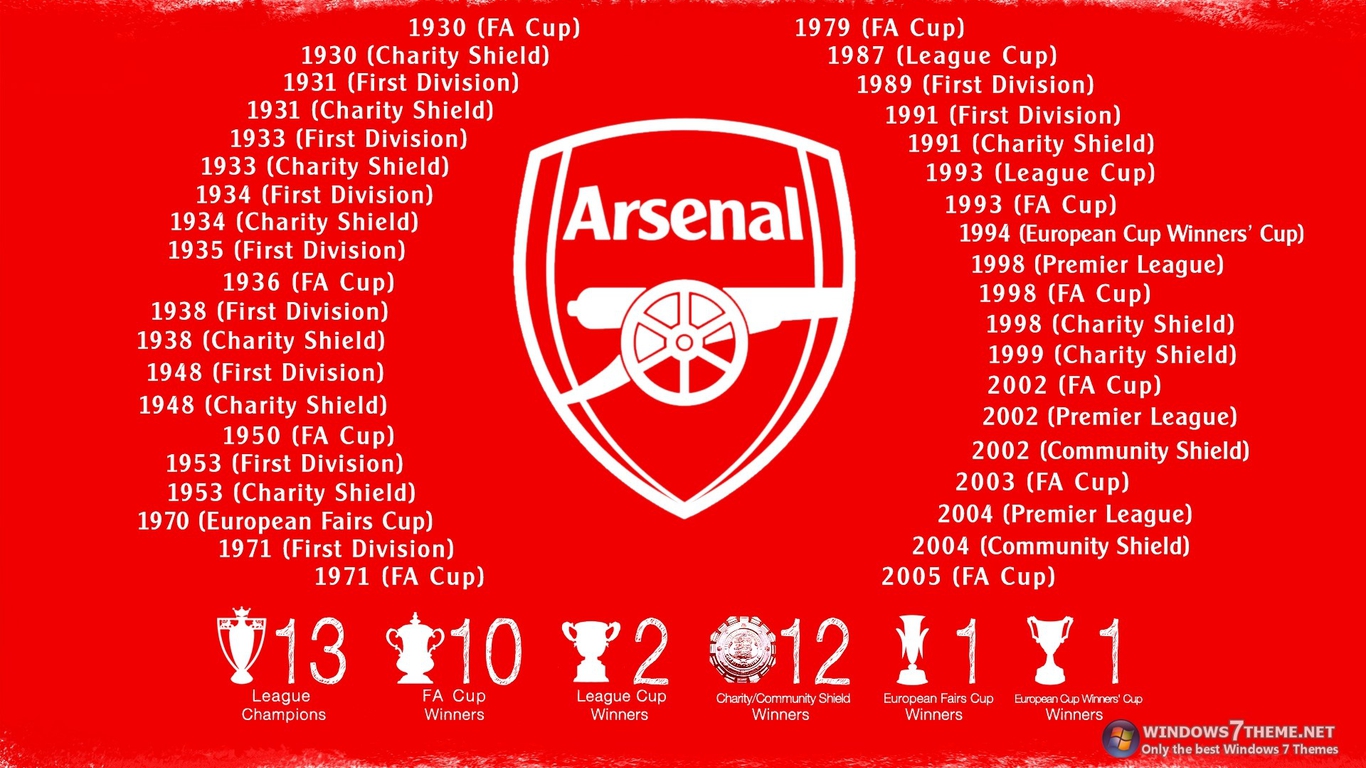 1930 (FA Cup)
1930 (Charity Shield)
1931 (First Division)
1931 (Charity Shield)
1933 (First Division)
1933 (Charity Shield)
1934 (First Division)
1934 (Charity Shield)
1935 (First Division)
1936 (FA Cup)
1938 (First Division)
1938 (Charity Shield)
1948 (First Division)
1948 (Charity Shield)
1950 (FA Cup)
1953 (First Division)
1953 (Charity Shield)
1970 (European Fairs Cup)
1971 (First Division)
1971 (FA Cup)
Arsenal
1979 (FA Cup)
1987 (League Cup)
1989 (First Division)
1991 (First Division)
1991 (Charity Shield)
1993 (League Cup)
1993 (FA Cup)
1994 (European Cup Winners' Cup)
1998 (Premier League)
1998 (FA Cup)
1998 (Charity Shield)
1999 (Charity Shield)
2002 (FA Cup)
2002 (Premier League)
2002 (Community Shield)
2003 (FA Cup)
2004 (Premier League)
2004 (Community Shield)
2005 (FA Cup)
13
League
Champions
10
FA Cup
Winners
2
League Cup
Winners
12
Charity/Community Shield
Winners
1
European Fairs Cup
Winners
1
European Cup Winners' Cup
Winners
WINDOWS7THEME.NET
Only the best Windows 7 Themes